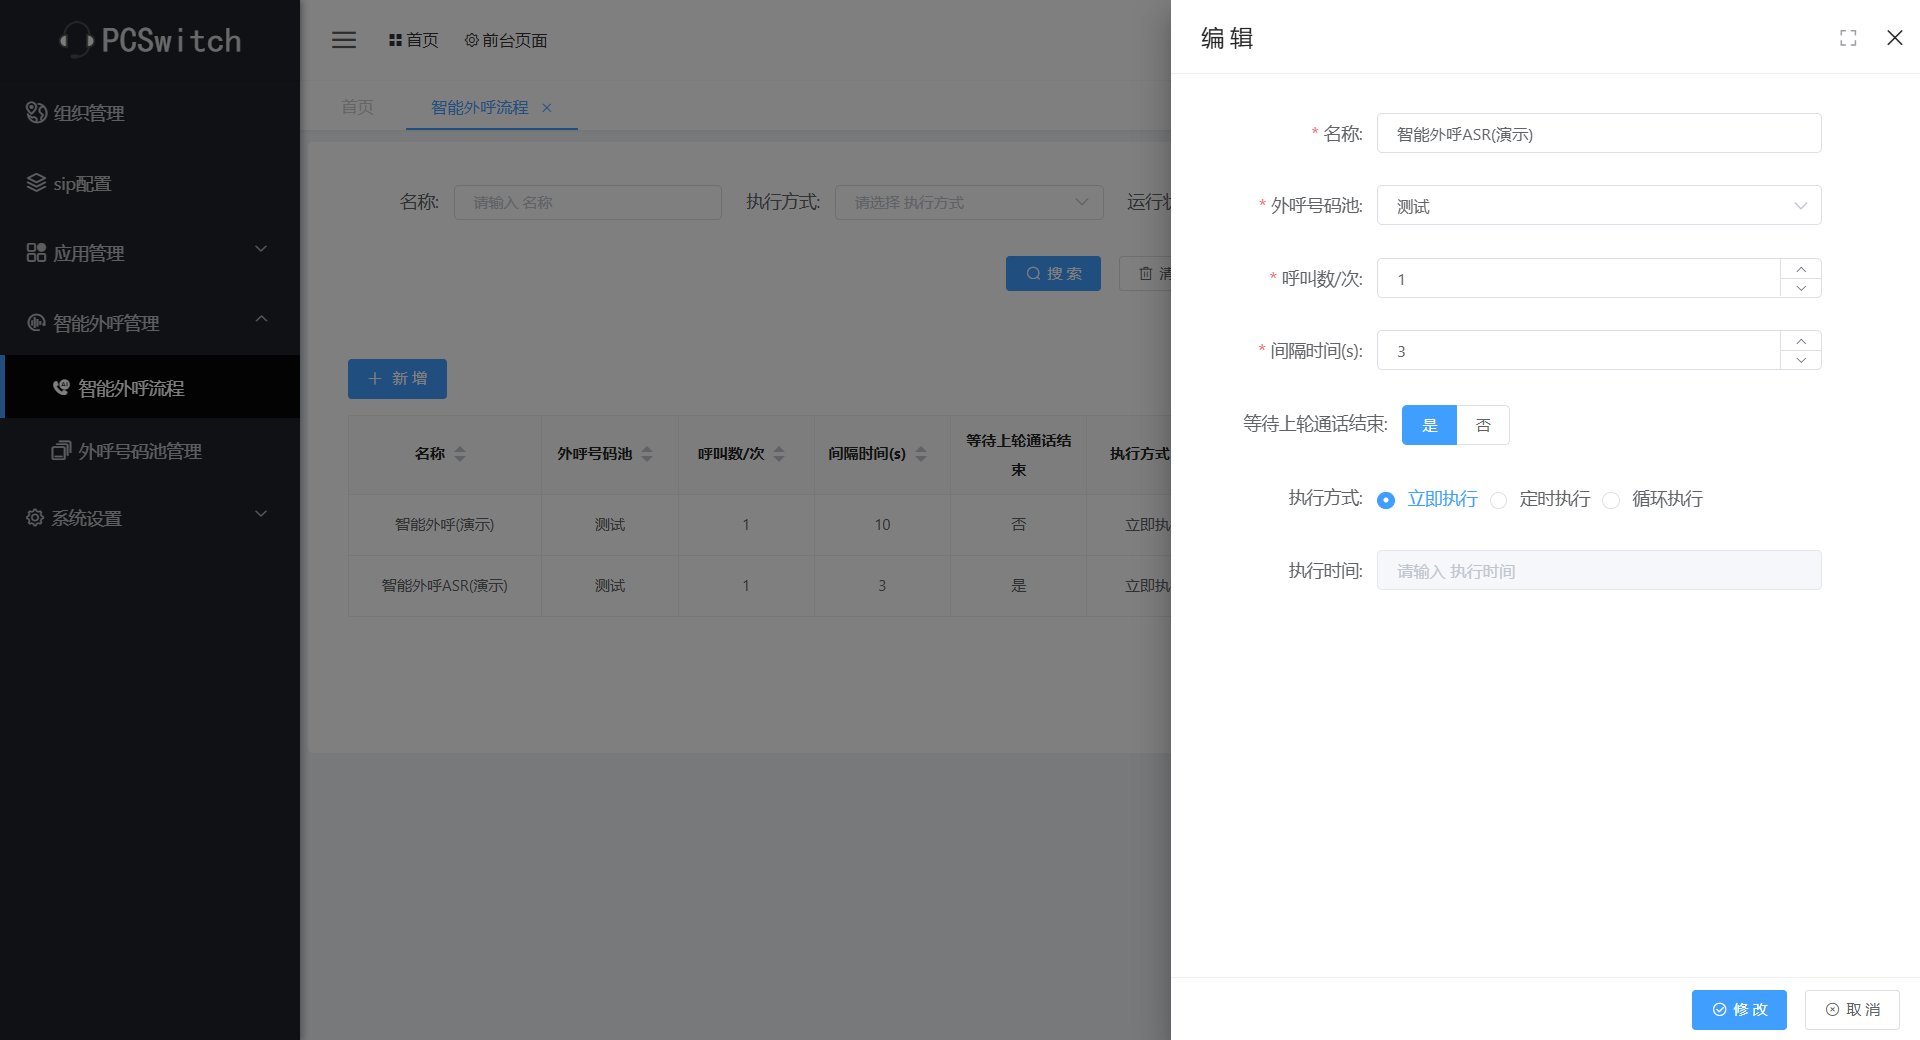 PCSwitch
组织管理
sip配置
应用管理
智能外呼管理
智能外呼流程
外呼号码池管理
系统设置
首页 前台页面
首页 智能外呼流程
名称: 请输入 名称 执行方式: 请选择 执行方式 运行状
搜 索 清
新 增
名称 外呼号码池 呼叫数/次 间隔时间(s) 等待上轮通话结束 执行方式
智能外呼(演示) 测试 1 10 否 立即执
智能外呼ASR(演示) 测试 1 3 是 立即执
编 辑
* 名称: 智能外呼ASR(演示)
* 外呼号码池: 测试
* 呼叫数/次: 1
* 间隔时间(s): 3
等待上轮通话结束: 是 否
执行方式: 立即执行 定时执行 循环执行
执行时间: 请输入 执行时间
修 改 取 消